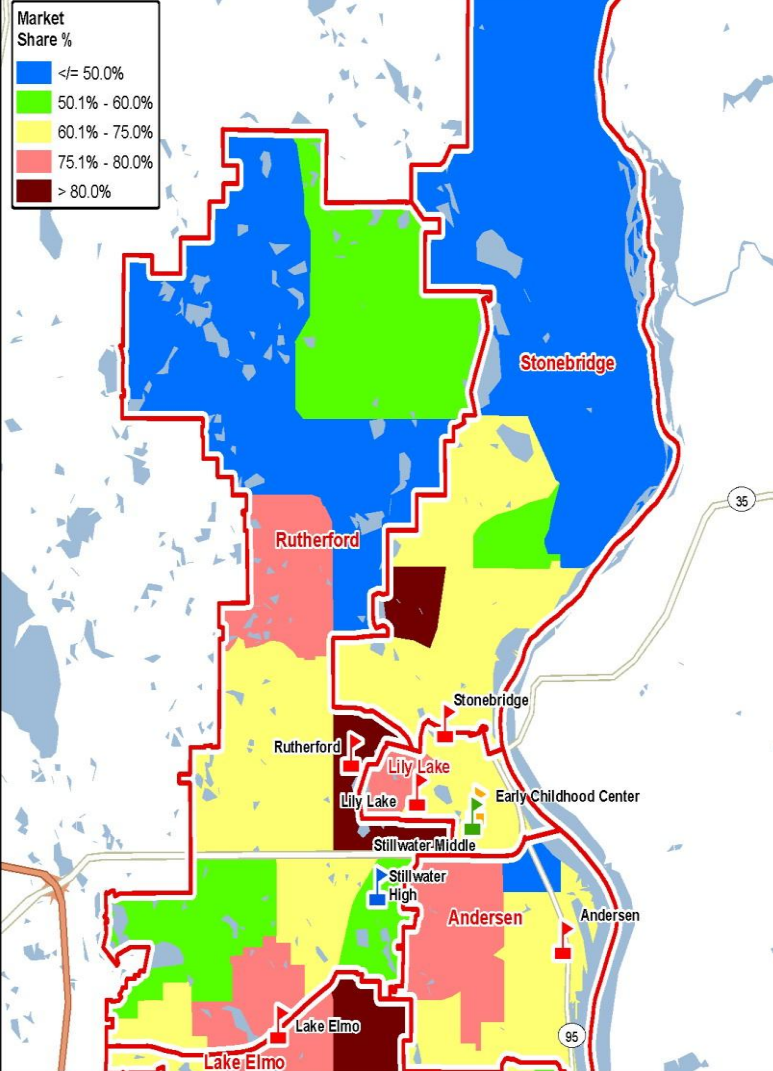 Market
Share %
</= 50.0%
50.1% - 60.0%
60.1% - 75.0%
75.1% - 80.0%
> 80.0%
Stonebridge
35
Rutherford
Stonebridge
Rutherford
Lily Lake
Lily Lake
Early Childhood Center
Stillwater Middle
Stillwater
High
Andersen
Andersen
Lake Elmo
95
Lake Elmo